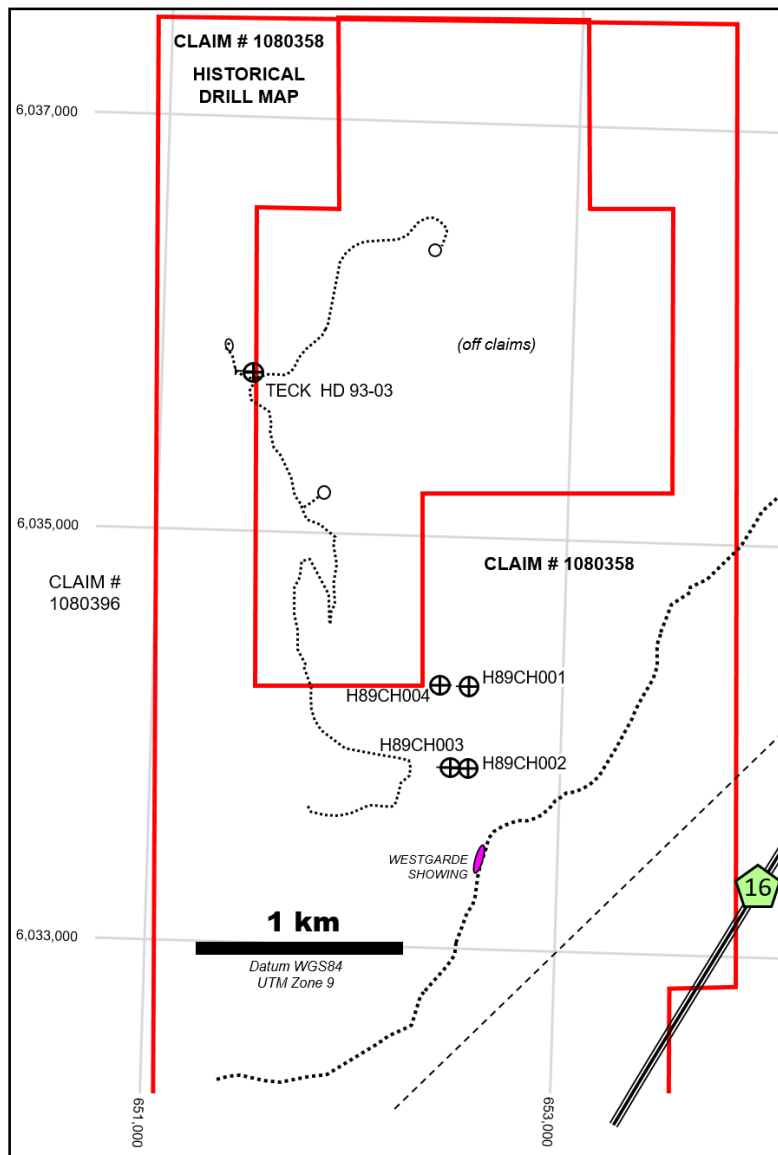 CLAIM # 1080358
HISTORICAL
DRILL MAP
6,037,000
(off claims)
TECK HD 93-03
6,035,000
CLAIM # 1080358
CLAIM #
1080396
H89CH001
H89CH004
H89CH003
H89CH002
WESTGARDE
SHOWING
16
1 km
6,033,000
Datum WGS84
UTM Zone 9
651,000
653,000